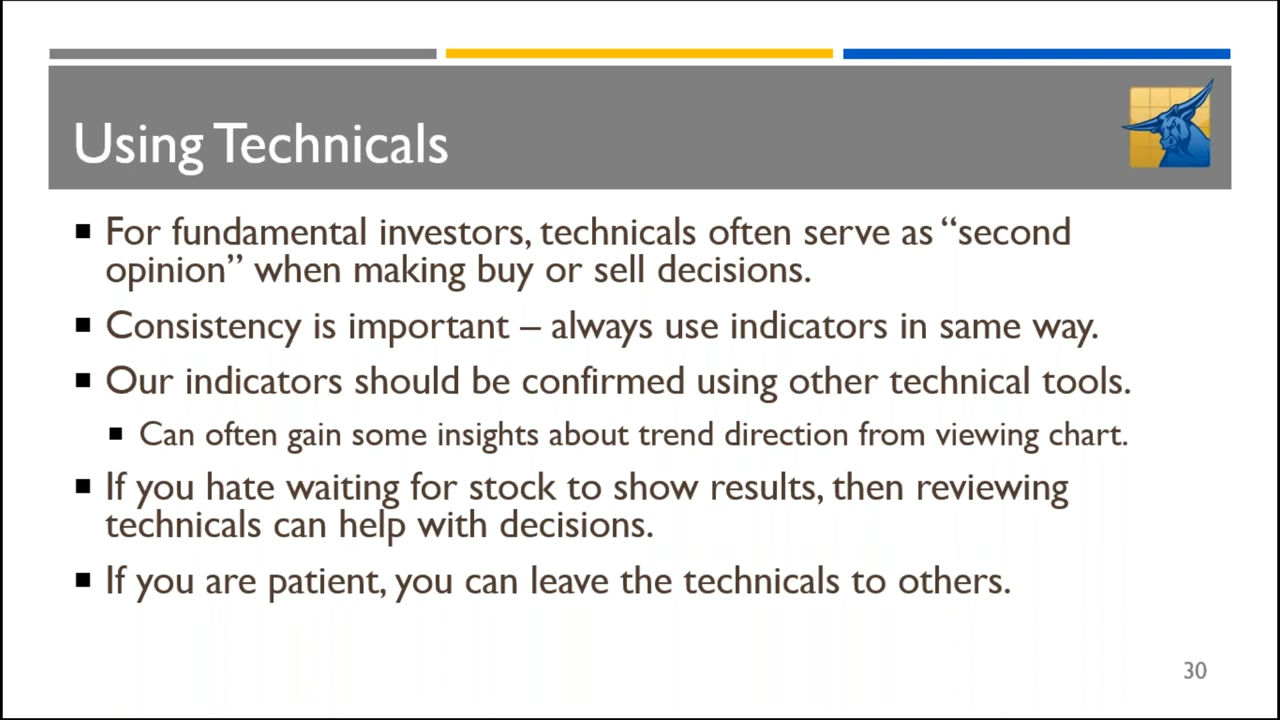 Using Technicals
■ For fundamental investors, technicals often serve as “second
opinion” when making buy or sell decisions.
■ Consistency is important – always use indicators in same way.
■ Our indicators should be confirmed using other technical tools.
■ Can often gain some insights about trend direction from viewing chart.
■ If you hate waiting for stock to show results, then reviewing
technicals can help with decisions.
■ If you are patient, you can leave the technicals to others.
30